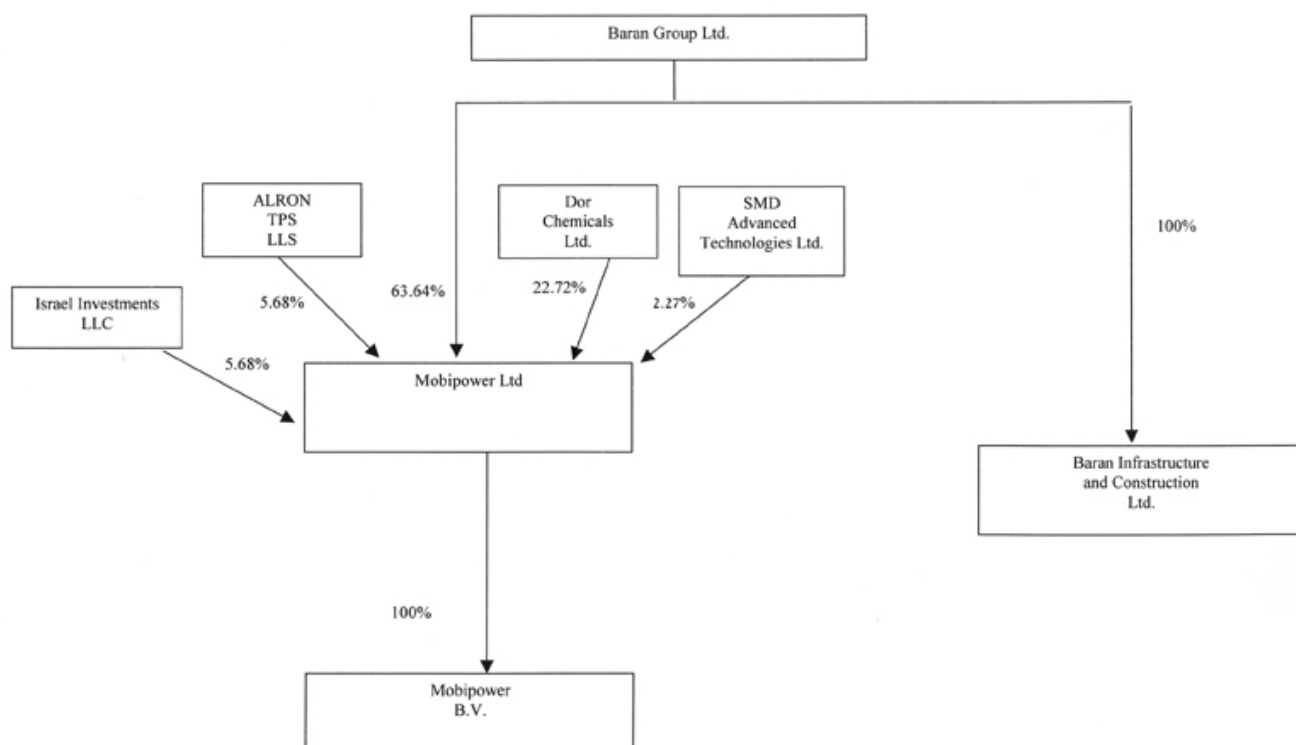 Baran Group Ltd.
ALRON
TPS
LLS
Dor
Chemicals
Ltd.
SMD
Advanced
Technologies Ltd.
100%
Israel Investments
LLC
5.68%
63.64%
22.72%
2.27%
5.68%
Mobipower Ltd
Baran Infrastructure
and Construction
Ltd.
100%
Mobipower
B.V.